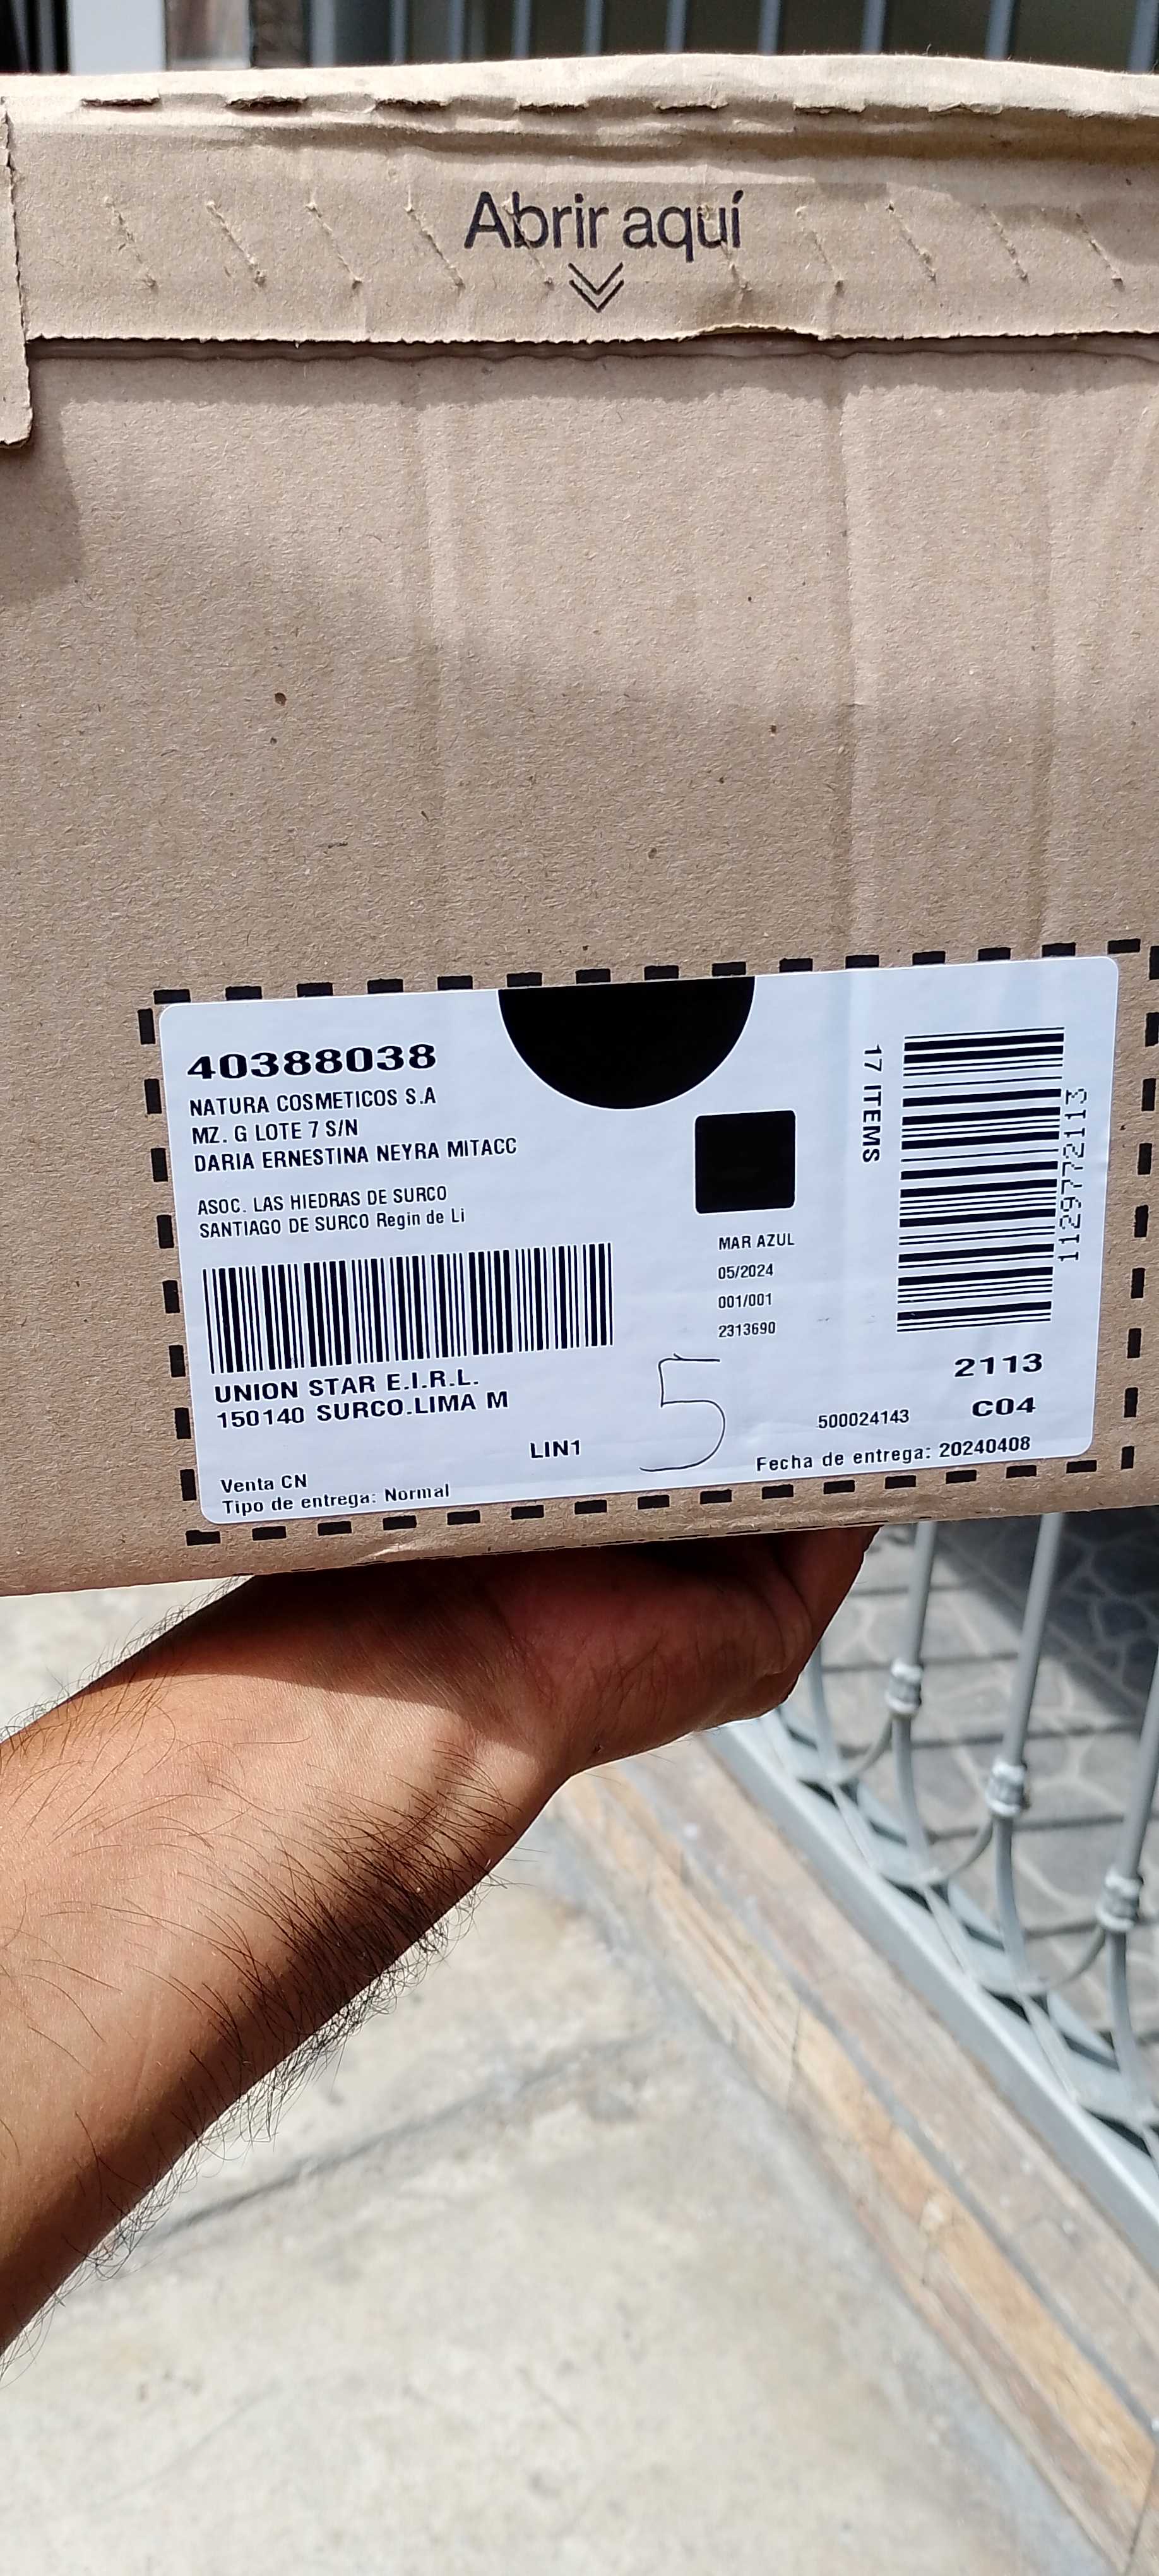 Abrir aquí
40388038
NATURA COSMETICOS S.A
MZ. G LOTE 7 S/N
DARIA ERNESTINA NEYRA MITACC
ASOC. LAS HIEDRAS DE SURCO
SANTIAGO DE SURCO Regin de Li
UNION STAR E.I.R.L.
150140 SURCO.LIMA M
LIN1
Venta CN
Tipo de entrega: Normal
MAR AZUL
05/2024
001/001
2313690
5
17 ITEMS
1129772113
2113
C04
500024143
Fecha de entrega: 20240408